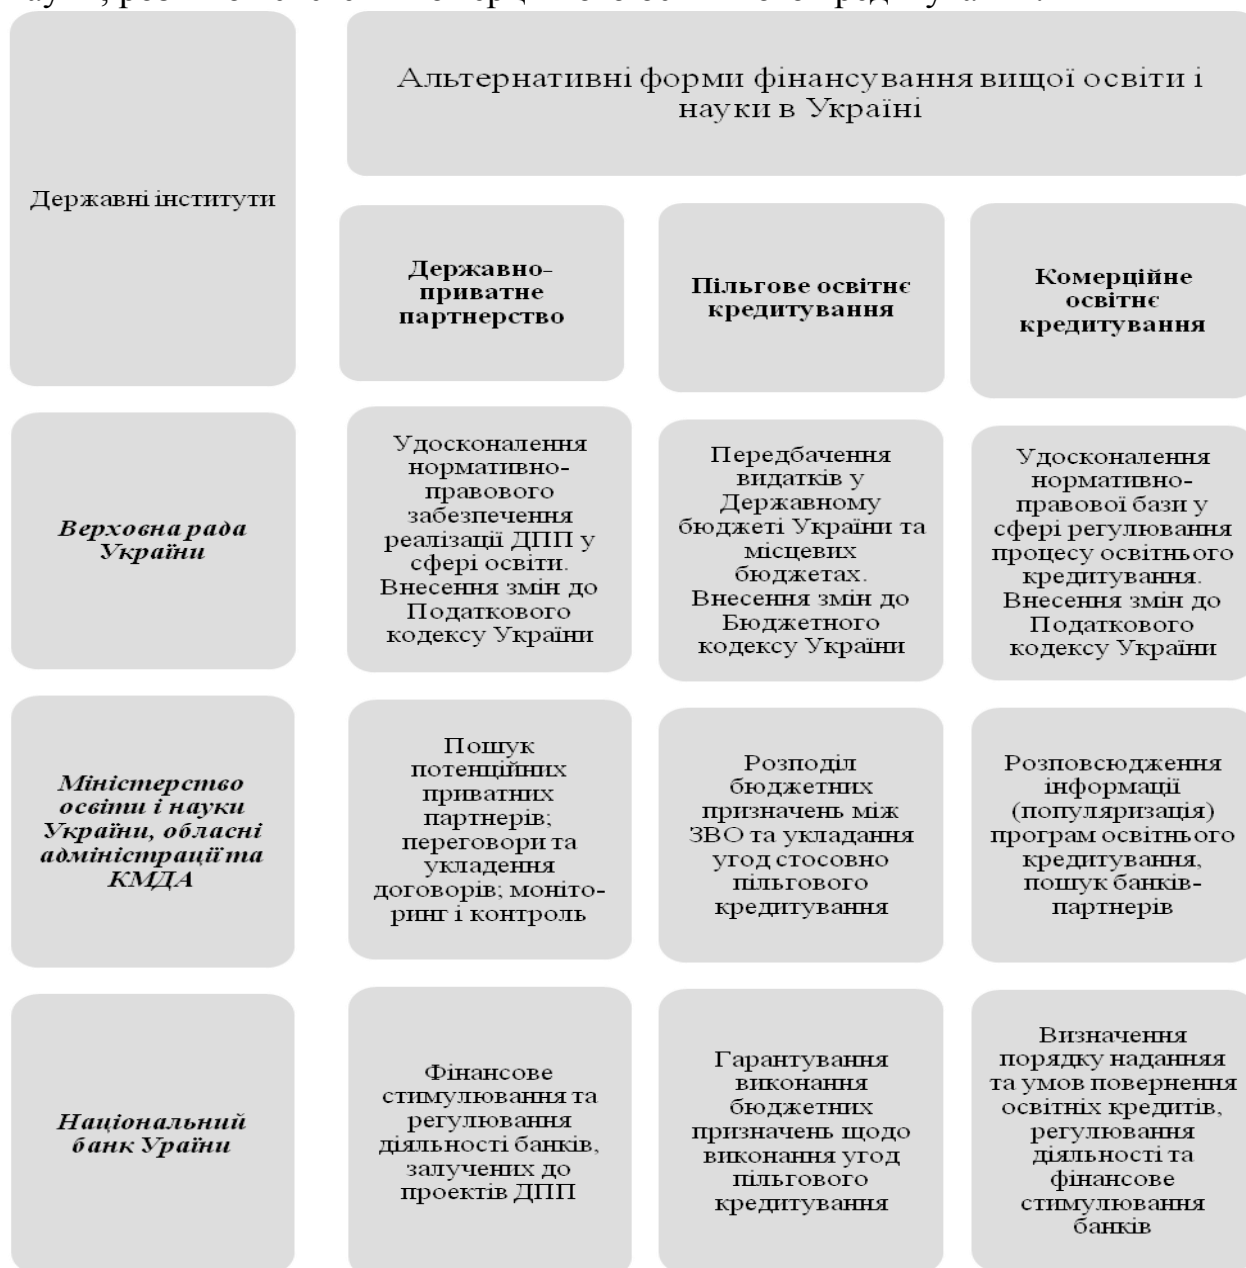 Державні інститути
Альтернативні форми фінансування вищої освіти і
науки в Україні
Державно-
приватне
партнерство
Пільгове освітнє
кредитування
Комерційне
освітнє
кредитування
Верховна рада
України
Удосконалення
нормативно-
правового
забезпечення
реалізації ДПП у
сфері освіти.
Внесення змін до
Податкового
кодексу України
Передбачення
видатків у
Державному
бюджеті України та
місцевих
бюджетах.
Внесення змін до
Бюджетного
кодексу України
Удосконалення
нормативно-
правової бази у
сфері регулювання
процесу освітнього
кредитування.
Внесення змін до
Податкового
кодексу України
Міністерство
освіти і науки
України, обласні
адміністрації та
КМДА
Пошук
потенційних
приватних
партнерів;
переговори та
укладення
договорів; моніто-
ринг і контроль
Розподіл
бюджетних
призначень між
ЗВО та укладання
угод стосовно
пільгового
кредитування
Розповсюдження
інформації
(популяризація)
програм освітнього
кредитування,
пошук банків-
партнерів
Національний
банк Ураїни
Фінансове
стимулювання та
регулювання
діяльності банків,
залучених до
проектів ДПП
Гарантування
виконання
бюджетних
призначень щодо
виконання угод
пільгового
кредитування
Визначення
порядку наданняя
та умов повернення
освітніх кредитів,
регулювання
діяльності та
фінансове
стимулювання
банків